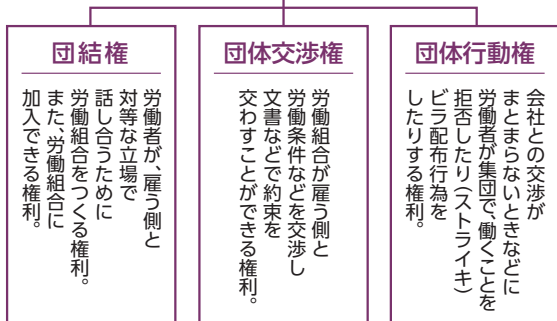 団結権
労働者が、雇う側と
対等な立場で
話し合うために
労働組合をつくる権利。
また、労働組合に
加入できる権利。
団体交渉権
労働組合が雇う側と
労働条件などを交渉し
文書などで約束を
交わすことができる権利。
団体行動権
会社との交渉が
まとまらないときなどに
労働者が集団で、働くことを
拒否したり(ストライキ)
ビラ配布行為を
したりする権利。